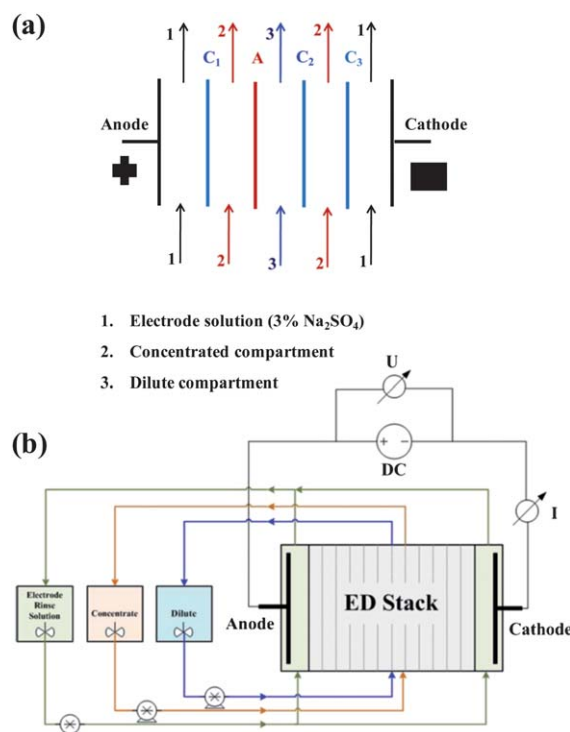 (a)
1 2 3 2 1
C₁ A C₂ C₃
Anode Cathode
1 2 3 2 1
1. Electrode solution (3% Na₂SO₄)
2. Concentrated compartment
3. Dilute compartment
U
(b)
+ −
DC
I
Electrode
Rinse
Solution
Concentrate
Dilute
ED Stack
Anode
Cathode